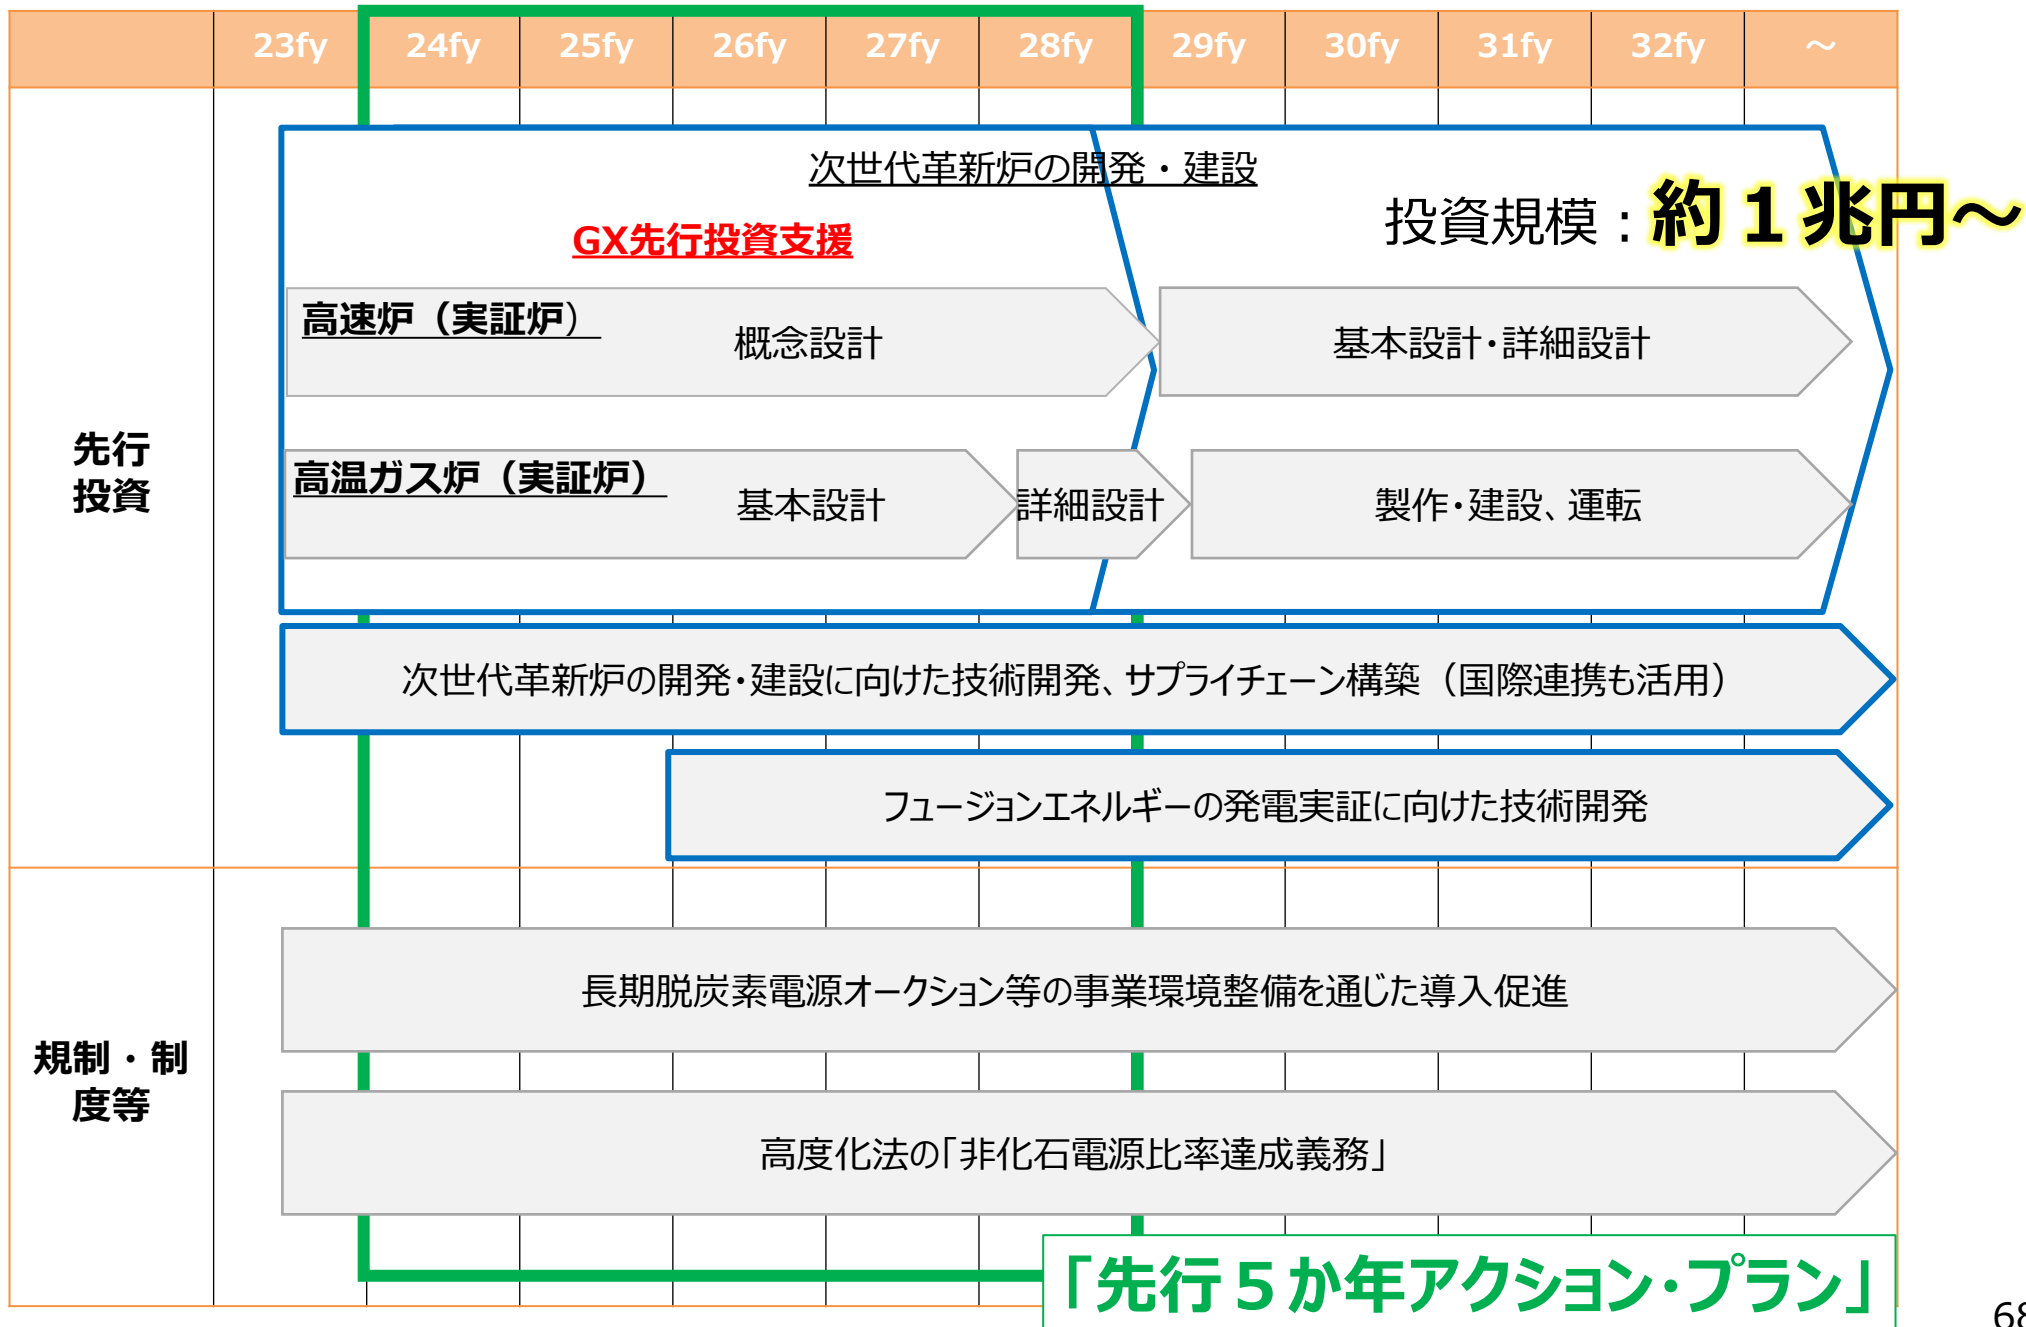 23fy 24fy 25fy 26fy 27fy 28fy 29fy 30fy 31fy 32fy ～
次世代革新炉の開発・建設
投資規模：約１兆円～
GX先行投資支援
高速炉（実証炉）
概念設計
基本設計・詳細設計
先行
投資
高温ガス炉（実証炉）
基本設計
詳細設計
製作・建設、運転
次世代革新炉の開発・建設に向けた技術開発、サプライチェーン構築（国際連携も活用）
フュージョンエネルギーの発電実証に向けた技術開発
規制・制
度等
長期脱炭素電源オークション等の事業環境整備を通じた導入促進
高度化法の「非化石電源比率達成義務」
「先行５か年アクション・プラン」
68